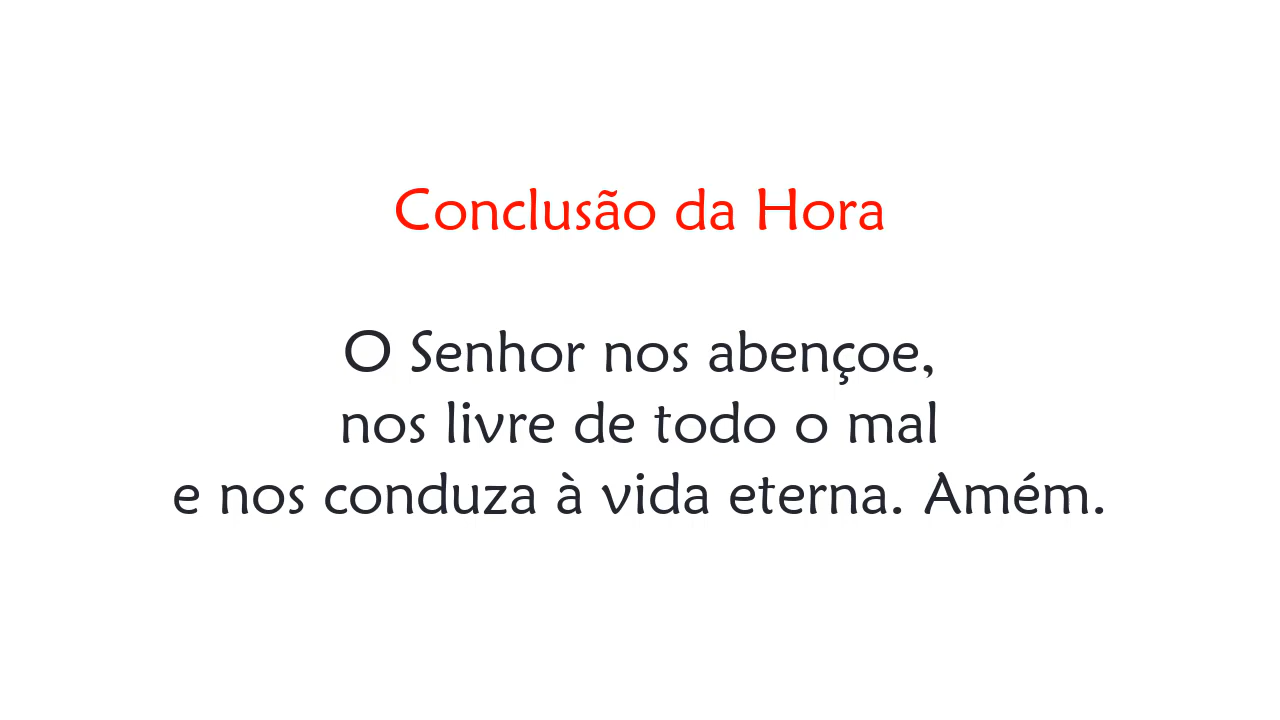 Conclusão da Hora
O Senhor nos abençoe,
nos livre de todo o mal
e nos conduza à vida eterna. Amém.